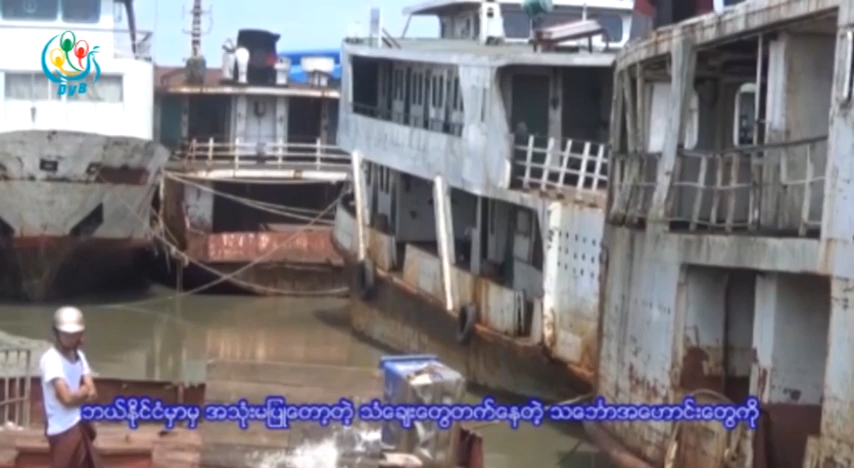 DVB
ဘယ်နိုင်ငံမှာမှ အသုံးမပြုတော့တဲ့ သံချေးတွေတက်နေတဲ့ သင်္ဘောအဟောင်းတွေကို